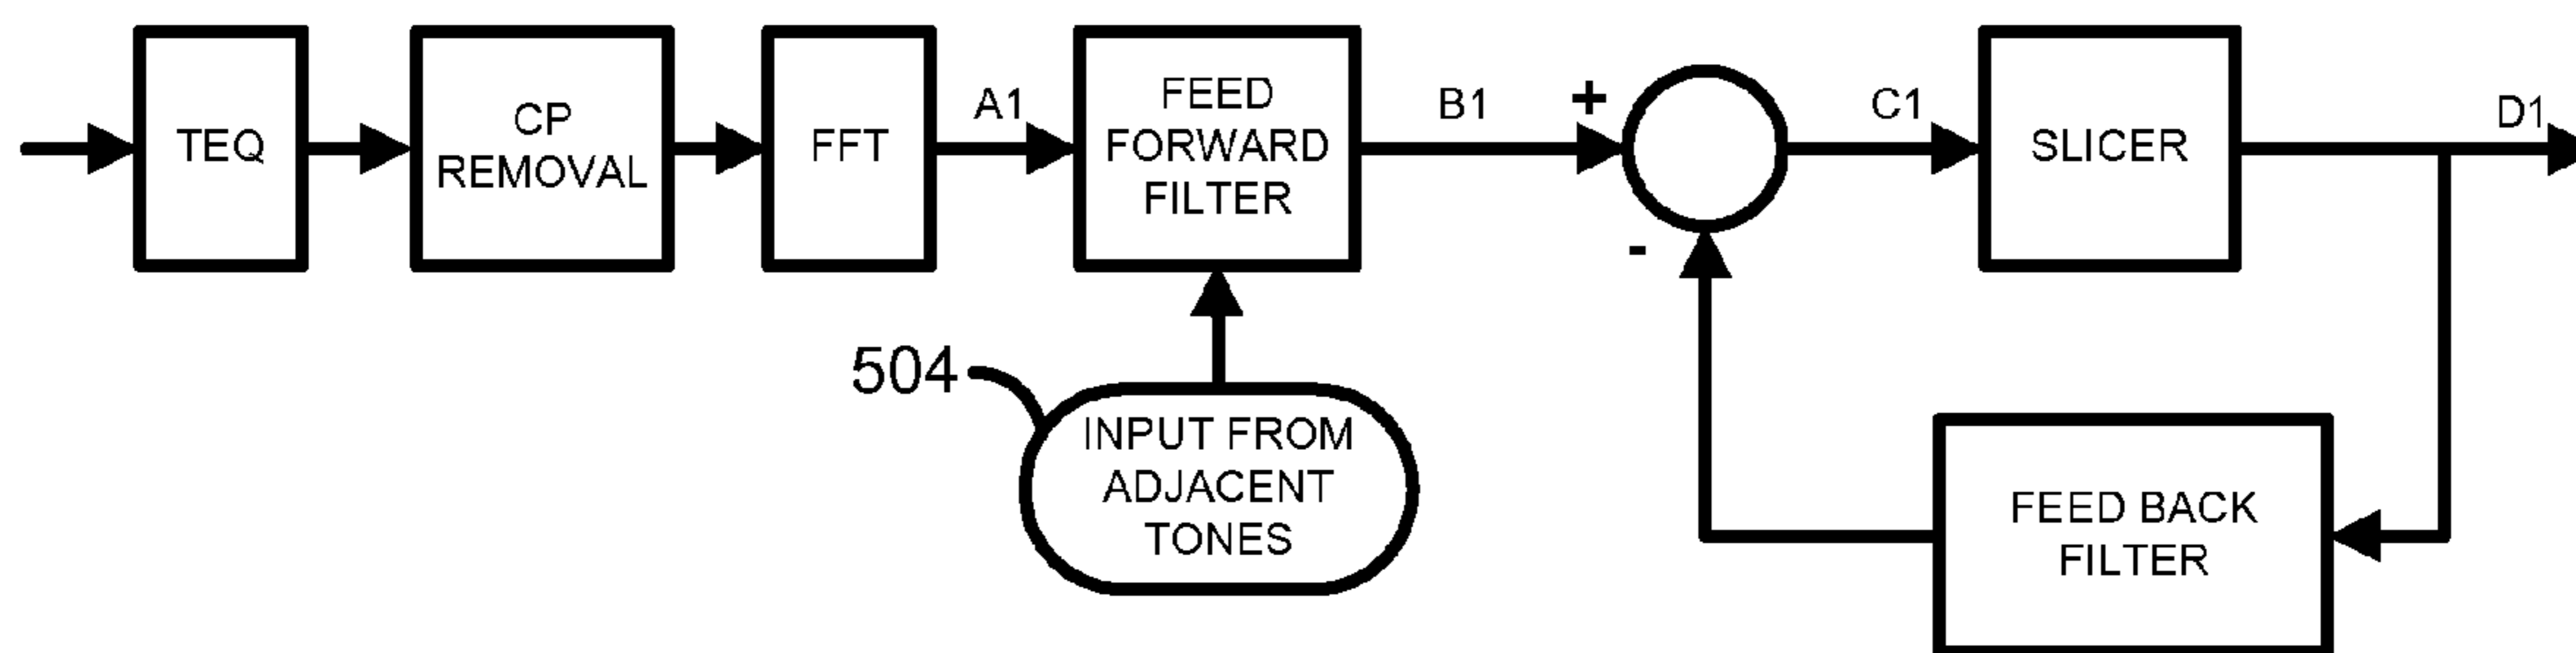 TEQ
CP
REMOVAL
FFT
A1
FEED
FORWARD
FILTER
B1
+
-
C1
SLICER
D1
504
INPUT FROM
ADJACENT
TONES
FEED BACK
FILTER